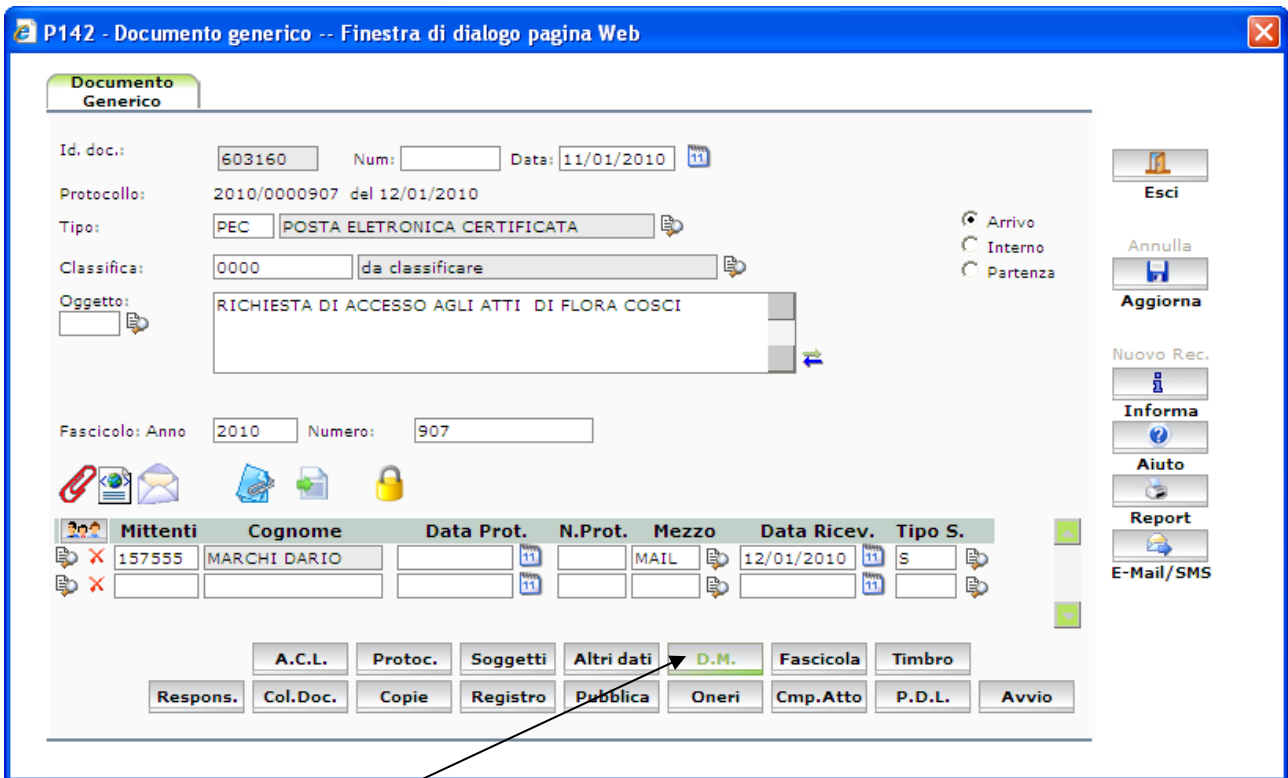 P142 - Documento generico -- Finestra di dialogo pagina Web
Documento
Generico
Id. doc.: 603160 Num: Data: 11/01/2010
Protocollo: 2010/0000907 del 12/01/2010
Tipo: PEC POSTA ELETRONICA CERTIFICATA
Arrivo
Interno
Partenza
Classifica: 0000 da classificare
Oggetto: RICHIESTA DI ACCESSO AGLI ATTI DI FLORA COSCI
Fascicolo: Anno 2010 Numero: 907
Mittenti Cognome Data Prot. N.Prot. Mezzo Data Ricev. Tipo S.
157555 MARCHI DARIO MAIL 12/01/2010 S
A.C.L. Protoc. Soggetti Altri dati D.M. Fascicola Timbro
Respons. Col.Doc. Copie Registro Pubblica Oneri Cmp.Atto P.D.L. Avvio
Esci
Annulla
Aggiorna
Nuovo Rec.
Informa
Aiuto
Report
E-Mail/SMS